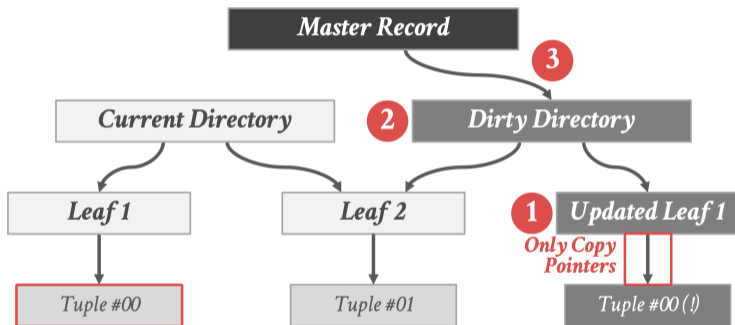 Master Record
3
Current Directory
2
Dirty Directory
Leaf 1
Leaf 2
1
Updated Leaf 1
Only Copy
Pointers
Tuple #00
Tuple #01
Tuple #00 (!)